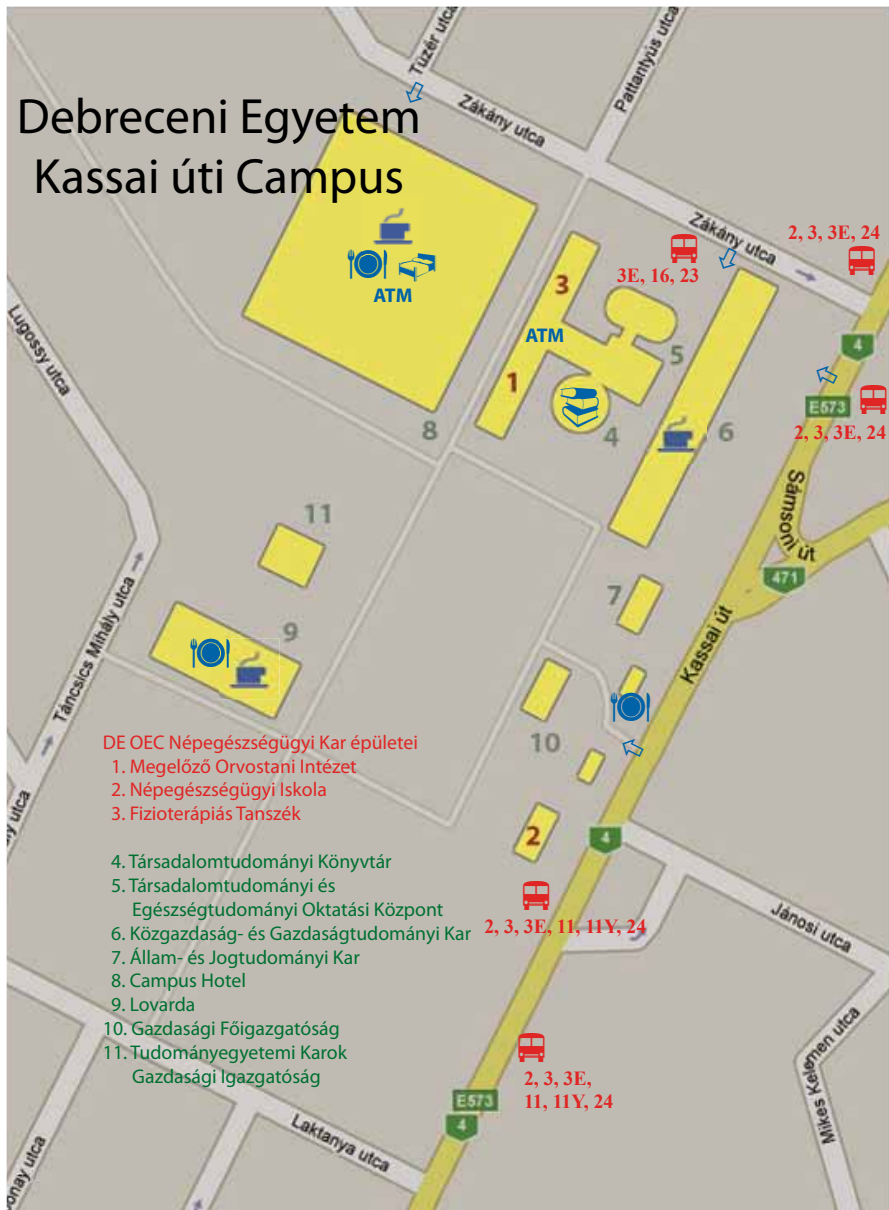 Tüzér utca
Debreceni Egyetem
Kassai úti Campus
Zákány utca
Pattantyús utca
Zákány utca
2, 3, 3E, 24
3E, 16, 23
3
ATM
ATM
5
4
1
E573
2, 3, 3E, 24
Lugossy utca
8
4
6
Sámsoni út
11
471
7
Kassai út
9
Táncsics Mihály utca
10
DE OEC Népegészségügyi Kar épületei
1. Megelőző Orvostani Intézet
2. Népegészségügyi Iskola
3. Fizioterápiás Tanszék
2
4
4. Társadalomtudományi Könyvtár
5. Társadalomtudományi és
Egészségtudományi Oktatási Központ
6. Közgazdaság- és Gazdaságtudományi Kar
7. Állam- és Jogtudományi Kar
8. Campus Hotel
9. Lovarda
10. Gazdasági Főigazgatóság
11. Tudományegyetemi Karok
Gazdasági Igazgatóság
2, 3, 3E, 11, 11Y, 24
Jánosi utca
Mikes Kelemen utca
2, 3, 3E,
11, 11Y, 24
E573
4
Laktanya utca
utca
utca